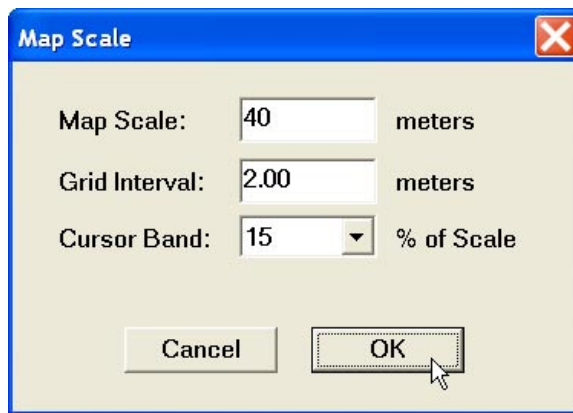 Map Scale
Map Scale: 40 meters
Grid Interval: 2.00 meters
Cursor Band: 15 % of Scale
Cancel OK